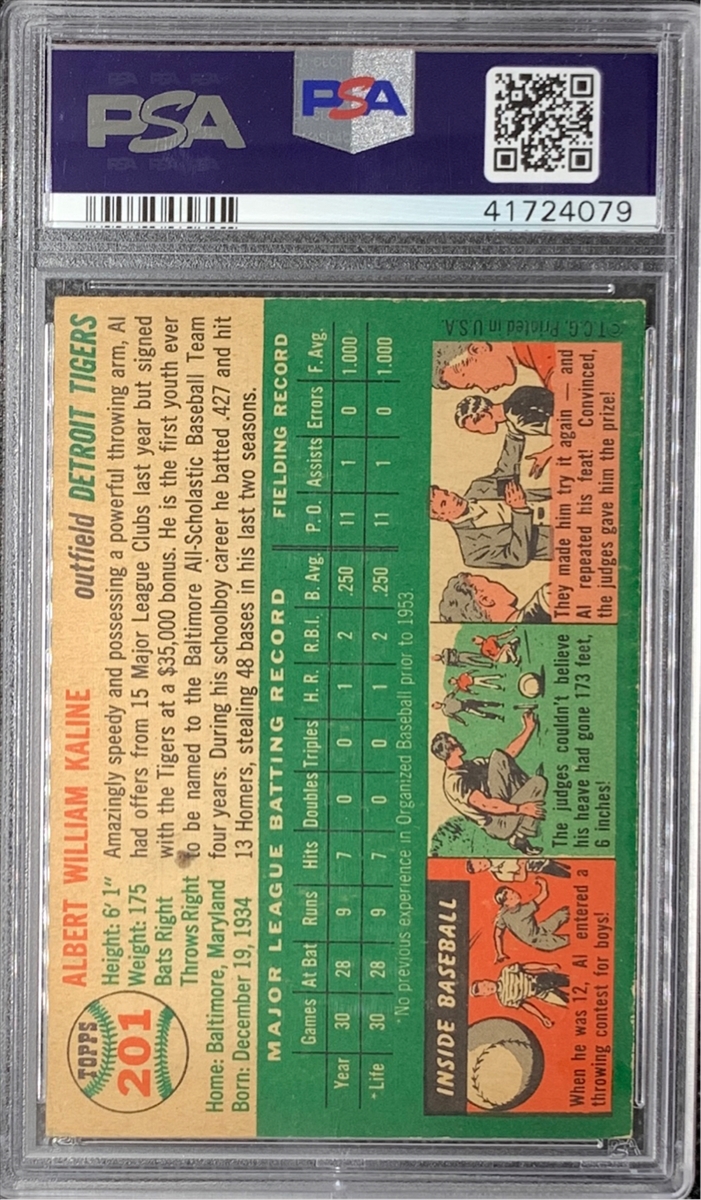 PSA
PSA
41724079
TOPPS
201
ALBERT WILLIAM KALINE
outfield DETROIT TIGERS
Height: 6' 1"
Weight: 175
Bats Right
Throws Right
Home: Baltimore, Maryland
Born: December 19, 1934
Amazingly speedy and possessing a powerful throwing arm, Al
had offers from 15 Major League Clubs last year but signed
with the Tigers at a $35,000 bonus. He is the first youth ever
to be named to the Baltimore All-Scholastic Baseball Team
four years. During his schoolboy career he batted .427 and hit
13 Homers, stealing 48 bases in his last two seasons.
MAJOR LEAGUE BATTING RECORD FIELDING RECORD
Games At Bat Runs Hits Doubles Triples H. R. R.B.I. B. Avg. P. O. Assists Errors F. Avg.
Year 30 28 9 7 0 0 1 2 .250 11 1 0 1.000
*Life 30 28 9 7 0 0 1 2 .250 11 1 0 1.000
*No previous experience in Organized Baseball prior to 1953.
©T.C.G. Printed in U.S.A.
INSIDE BASEBALL
When he was 12, Al entered a
throwing contest for boys!
The judges couldn't believe
his heave had gone 173 feet,
6 inches!
They made him try it again — and
Al repeated his feat! Convinced,
the judges gave him the prize!